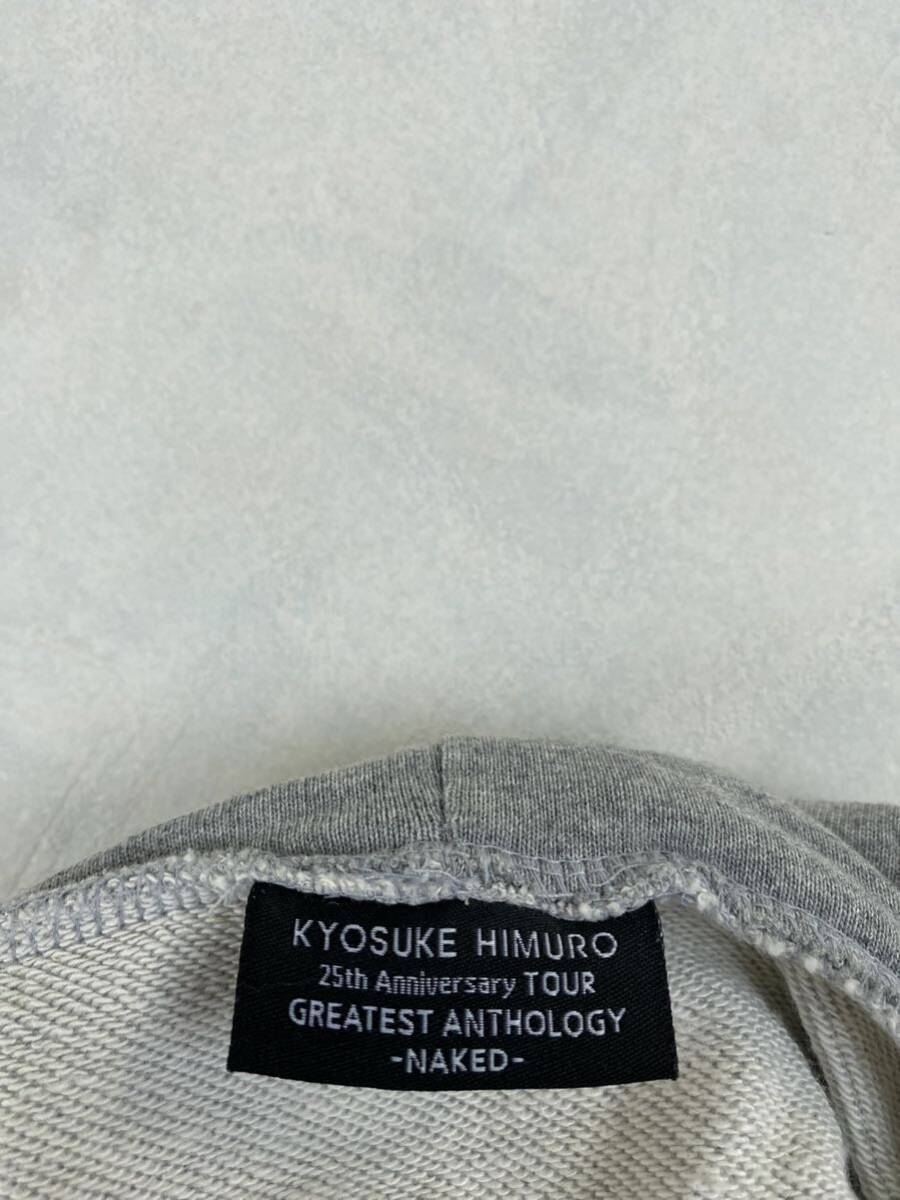 KYOSUKE HIMURO
25th Anniversary TOUR
GREATEST ANTHOLOGY
-NAKED-